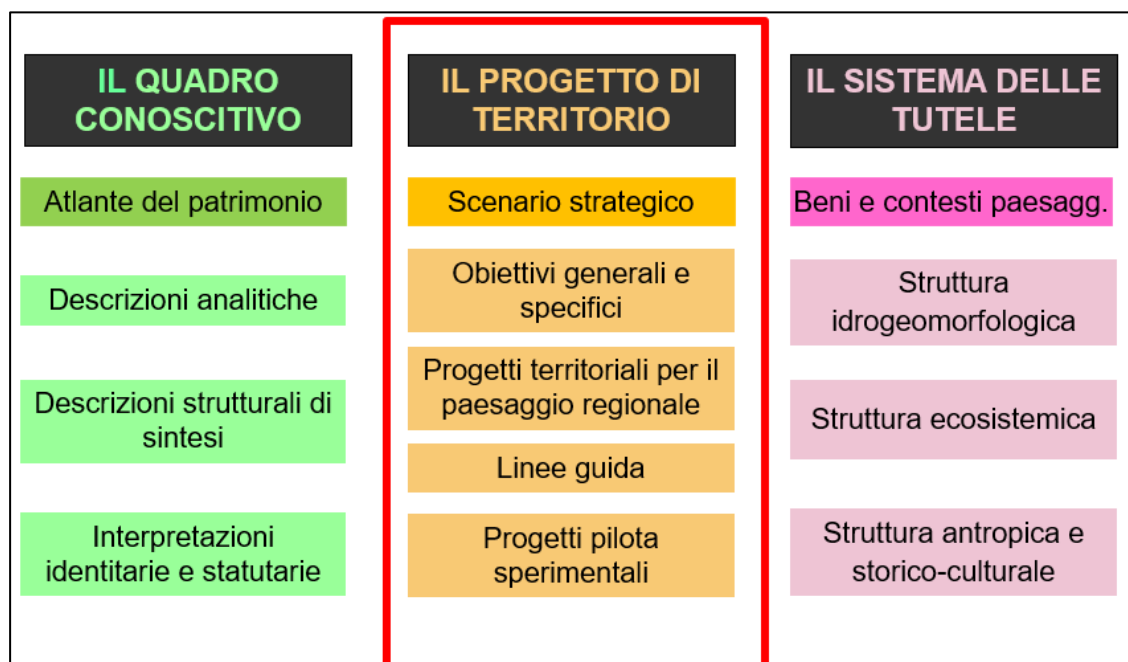 IL QUADRO
CONOSCITIVO
Atlante del patrimonio
Descrizioni analitiche
Descrizioni strutturali di
sintesi
Interpretazioni
identitarie e statutarie
IL PROGETTO DI
TERRITORIO
Scenario strategico
Obiettivi generali e
specifici
Progetti territoriali per il
paesaggio regionale
Linee guida
Progetti pilota
sperimentali
IL SISTEMA DELLE
TUTELE
Beni e contesti paesagg.
Struttura
idrogeomorfologica
Struttura ecosistemica
Struttura antropica e
storico-culturale